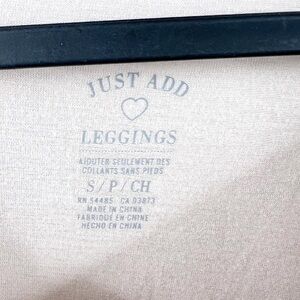 JUST ADD
LEGGINGS
AJOUTER SEULEMENT DES
COLLANTS SANS PIEDS
S/P/CH
RN 54485 CA 03873
MADE IN CHINA
FABRIQUÉ EN CHINE
HECHO EN CHINA